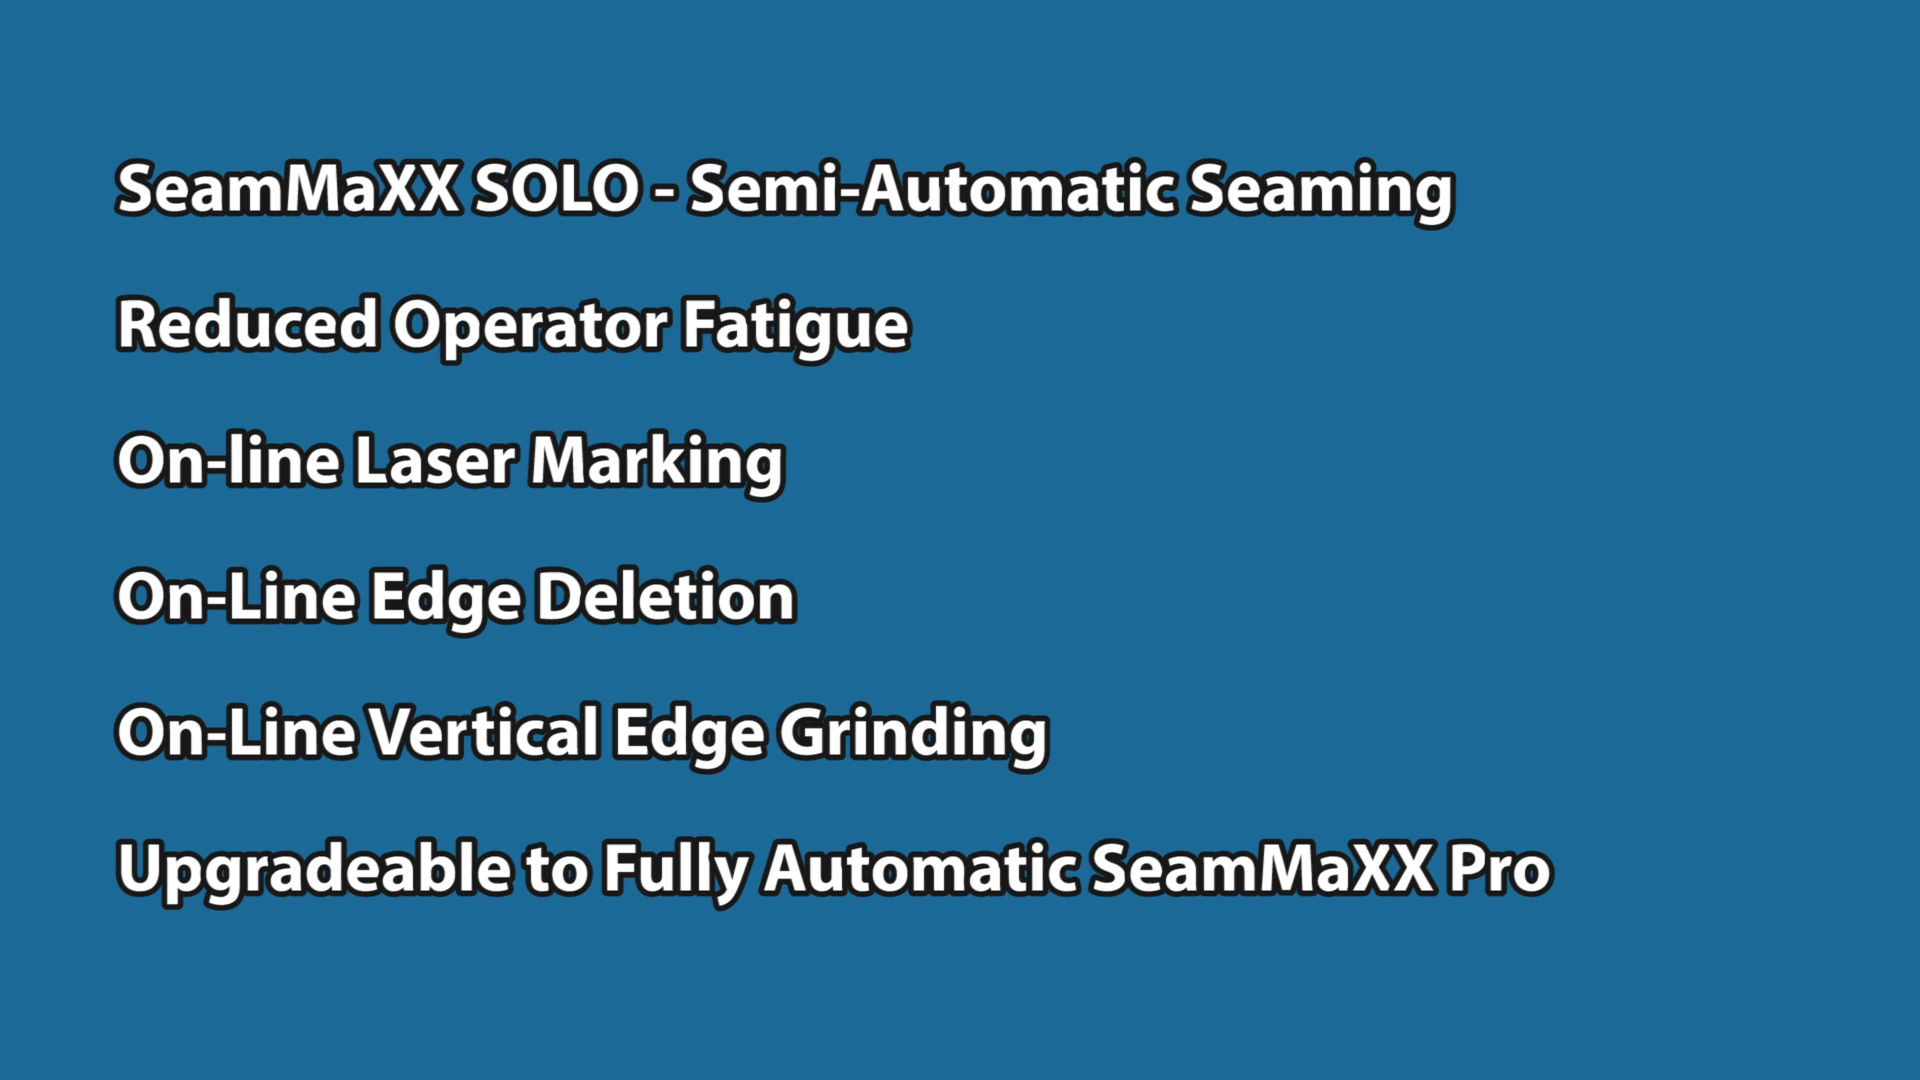 SeamMaXX SOLO - Semi-Automatic Seaming
Reduced Operator Fatigue
On-line Laser Marking
On-Line Edge Deletion
On-Line Vertical Edge Grinding
Upgradeable to Fully Automatic SeamMaXX Pro